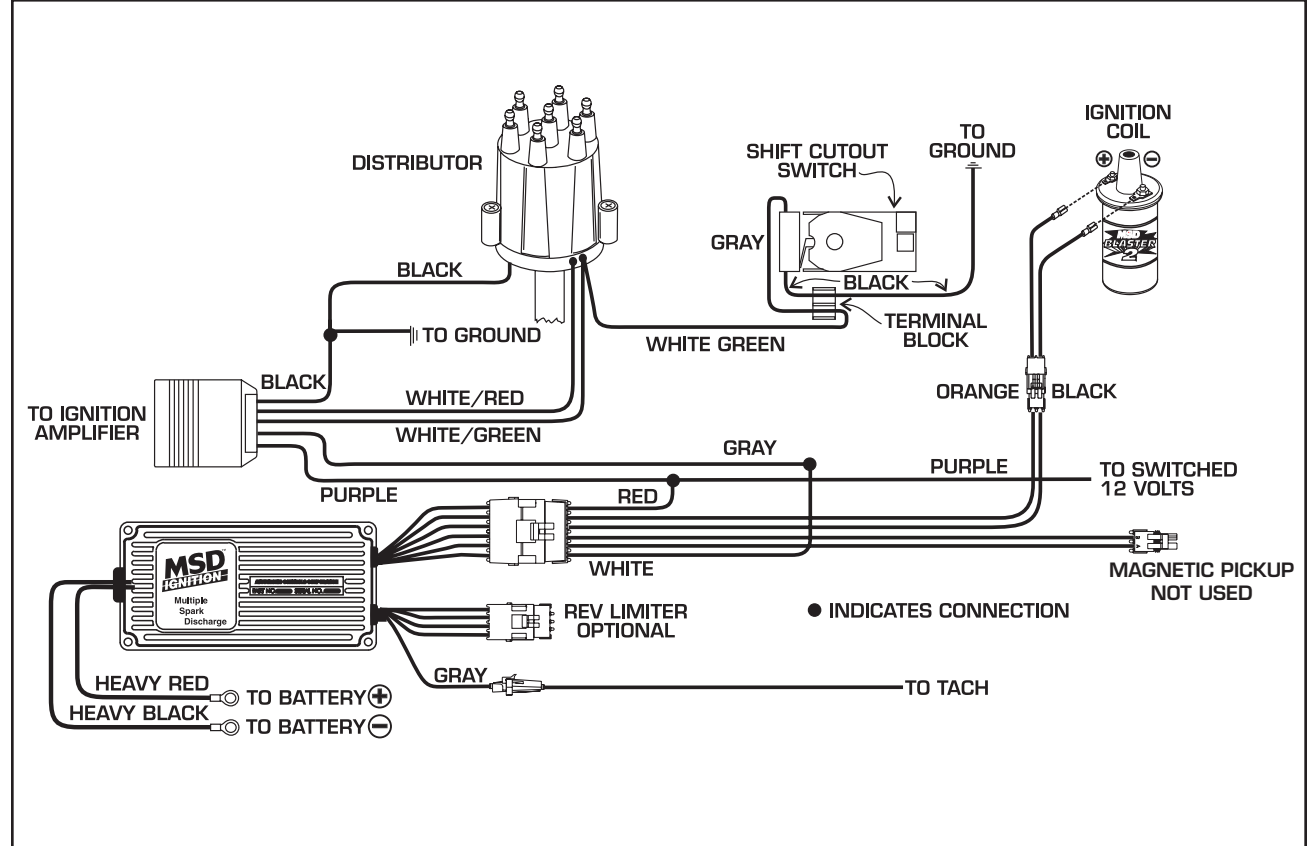 IGNITION
COIL
TO
GROUND
SHIFT CUTOUT
SWITCH
DISTRIBUTOR
GRAY
MSD
BLASTER
2
BLACK
BLACK
TO GROUND
TERMINAL
BLOCK
WHITE GREEN
BLACK
ORANGE
BLACK
WHITE/RED
TO IGNITION
AMPLIFIER
WHITE/GREEN
GRAY
PURPLE
TO SWITCHED
12 VOLTS
PURPLE
RED
MSD
IGNITION
Multiple
Spark
Discharge
WHITE
MAGNETIC PICKUP
NOT USED
REV LIMITER
OPTIONAL
INDICATES CONNECTION
GRAY
TO TACH
HEAVY RED
TO BATTERY
HEAVY BLACK
TO BATTERY